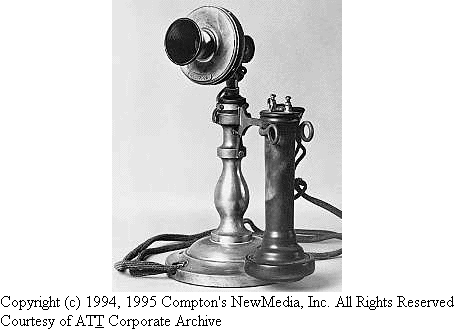 Copyright (c) 1994, 1995 Compton's NewMedia, Inc. All Rights Reserved
Courtesy of ATT Corporate Archive